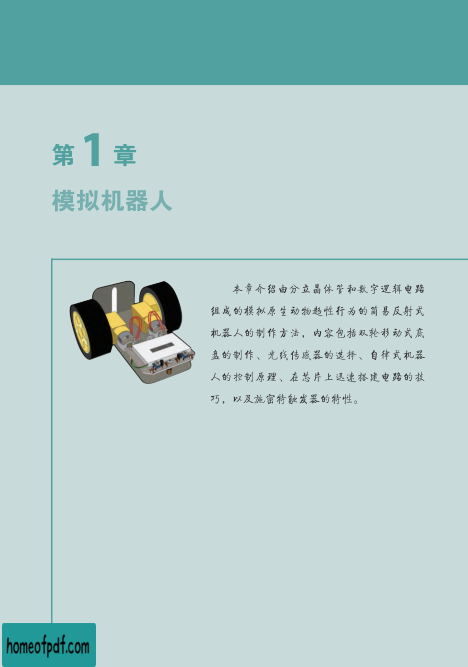 第1章
模拟机器人
本章介绍由分立晶体管和数字逻辑电路
组成的模拟原生动物趋性行为的简易反射式
机器人的制作方法，内容包括双轮移动式底
盘的制作、光线传感器的选择、自律式机器
人的控制原理、在芯片上迅速搭建电路的技
巧，以及施密特触发器的特性。
homeofpdf.com